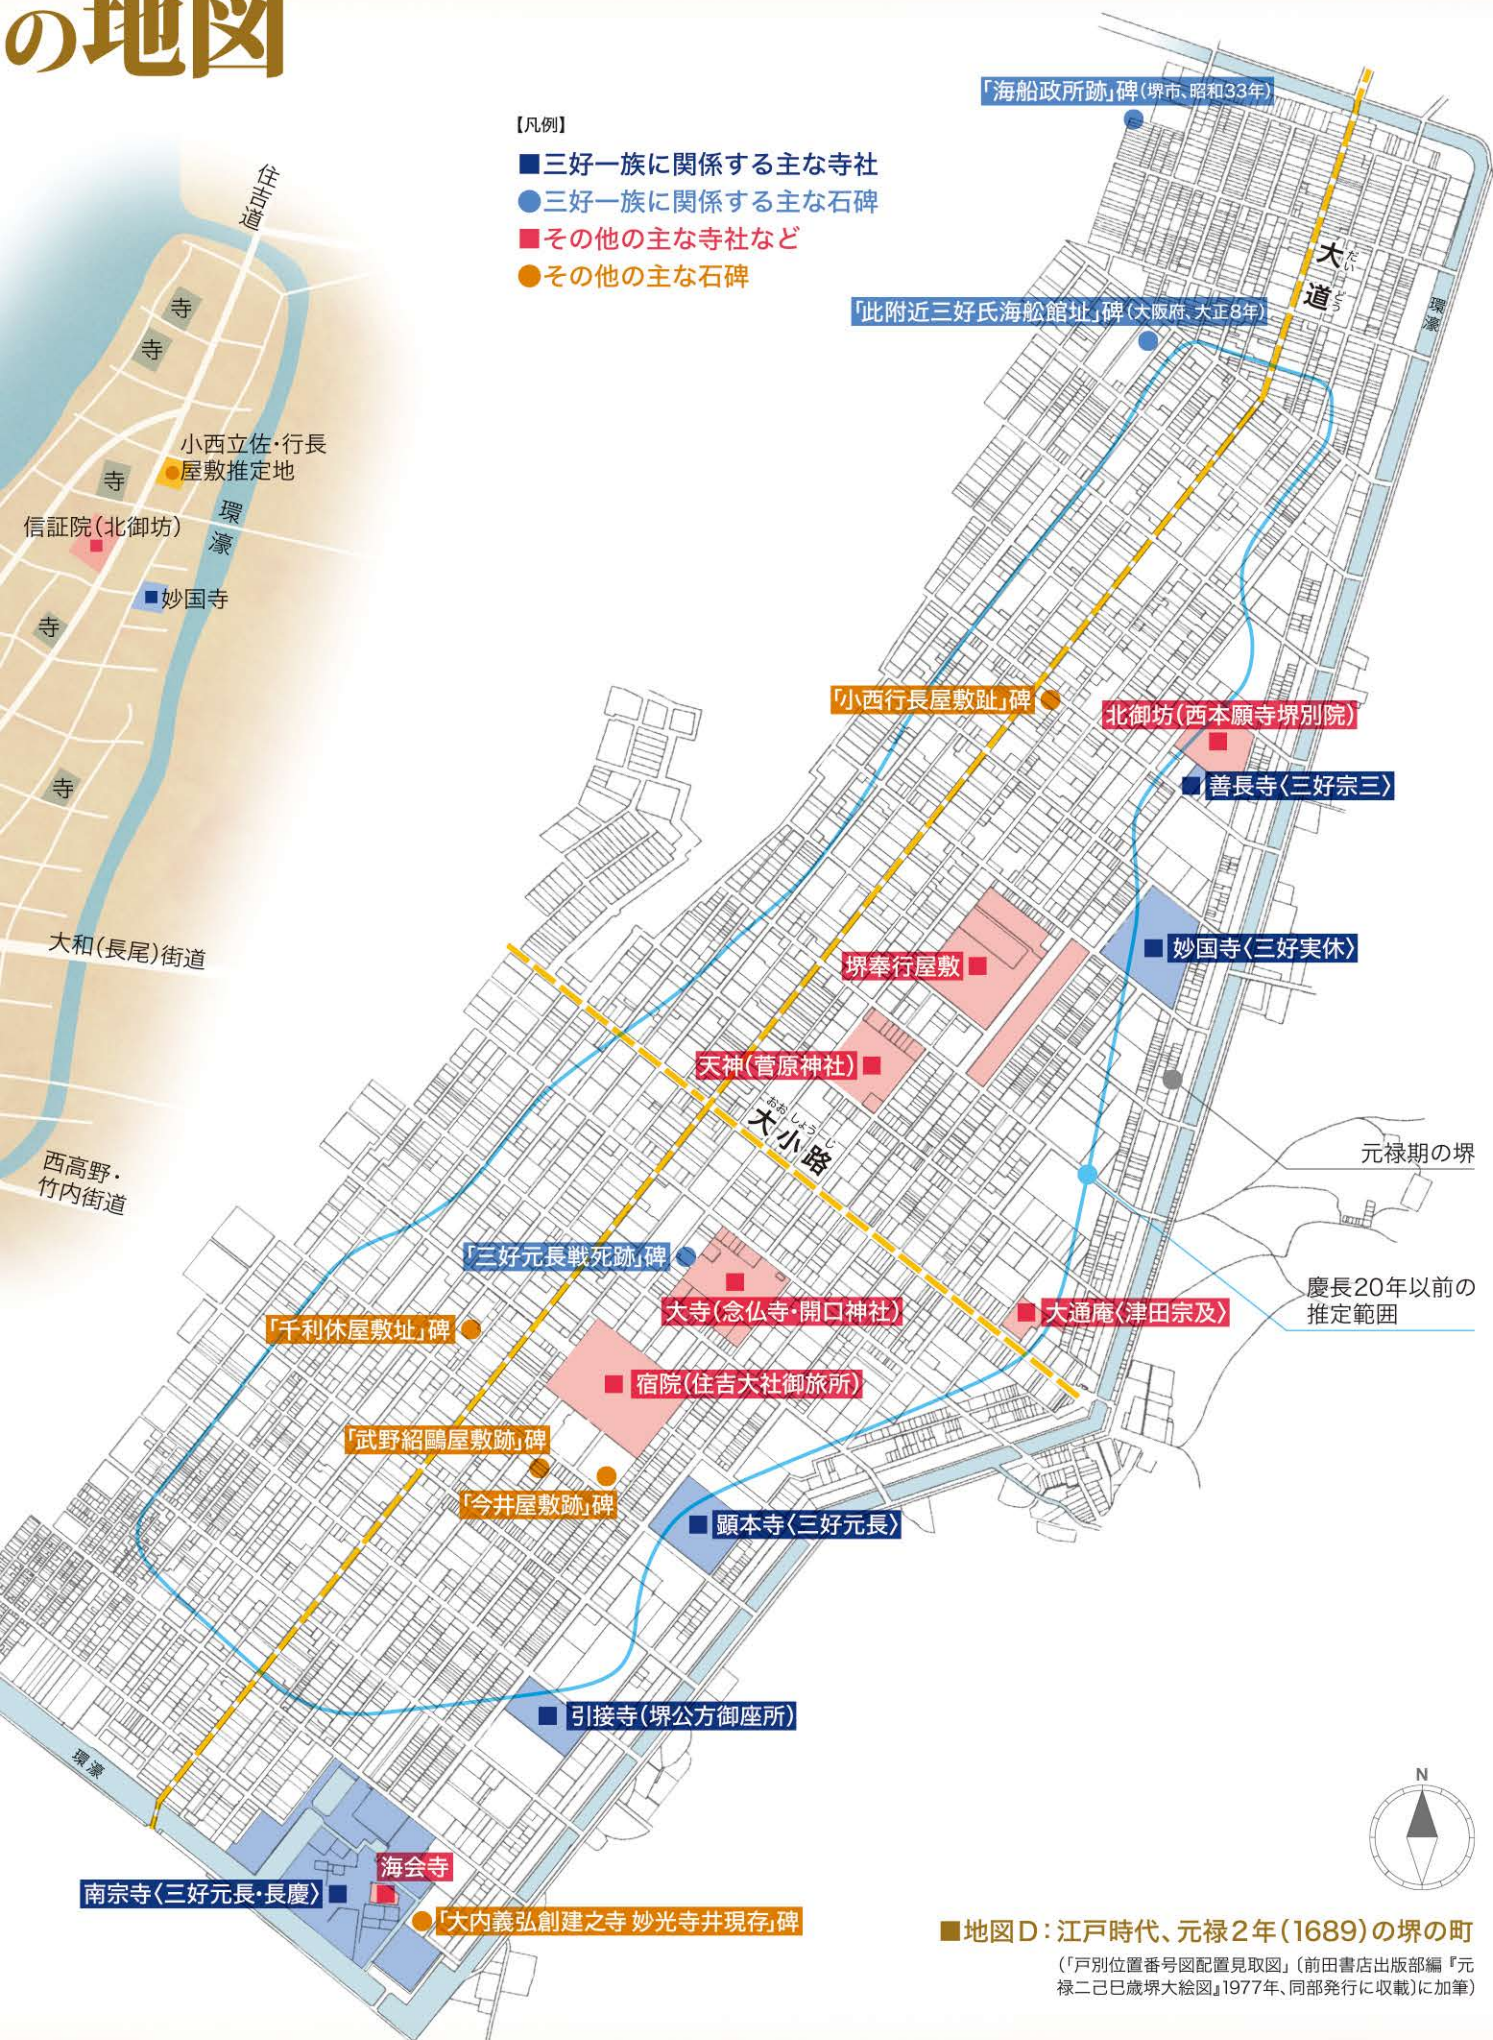 の地図
【凡例】
■三好一族に関係する主な寺社
●三好一族に関係する主な石碑
■その他の主な寺社など
●その他の主な石碑
住吉道
寺
寺
小西立佐・行長
屋敷推定地
寺
環濠
信証院(北御坊)
妙国寺
寺
寺
大和(長尾)街道
西高野・
竹内街道
「海船政所跡」碑(堺市、昭和33年)
大道
だいどう
環濠
「此附近三好氏海舩館址」碑(大阪府、大正8年)
「小西行長屋敷趾」碑
北御坊(西本願寺堺別院)
善長寺〈三好宗三〉
妙国寺〈三好実休〉
堺奉行屋敷
天神(菅原神社)
おおしょうじ
大小路
元禄期の堺
「三好元長戦死跡」碑
慶長20年以前の
推定範囲
大寺(念仏寺・開口神社)
大通庵〈津田宗及〉
「千利休屋敷址」碑
宿院(住吉大社御旅所)
「武野紹鷗屋敷跡」碑
「今井屋敷跡」碑
顕本寺〈三好元長〉
引接寺(堺公方御座所)
環濠
海会寺
南宗寺〈三好元長・長慶〉
「大内義弘創建之寺 妙光寺井現存」碑
N
■地図D:江戸時代、元禄2年(1689)の堺の町
(「戸別位置番号図配置見取図」〔前田書店出版部編『元
禄二己巳歳堺大絵図』1977年、同部発行に収載〕に加筆)